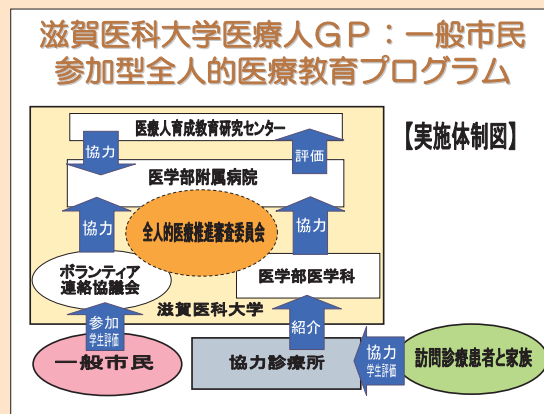 滋賀医科大学医療人ＧＰ：一般市民
参加型全人的医療教育プログラム
【実施体制図】
医療人育成教育研究センター
協力
評価
医学部附属病院
協力
全人的医療推進審査委員会
協力
ボランティア
連絡協議会
医学部医学科
滋賀医科大学
参加
学生評価
紹介
一般市民
協力診療所
協力
学生評価
訪問診療患者と家族